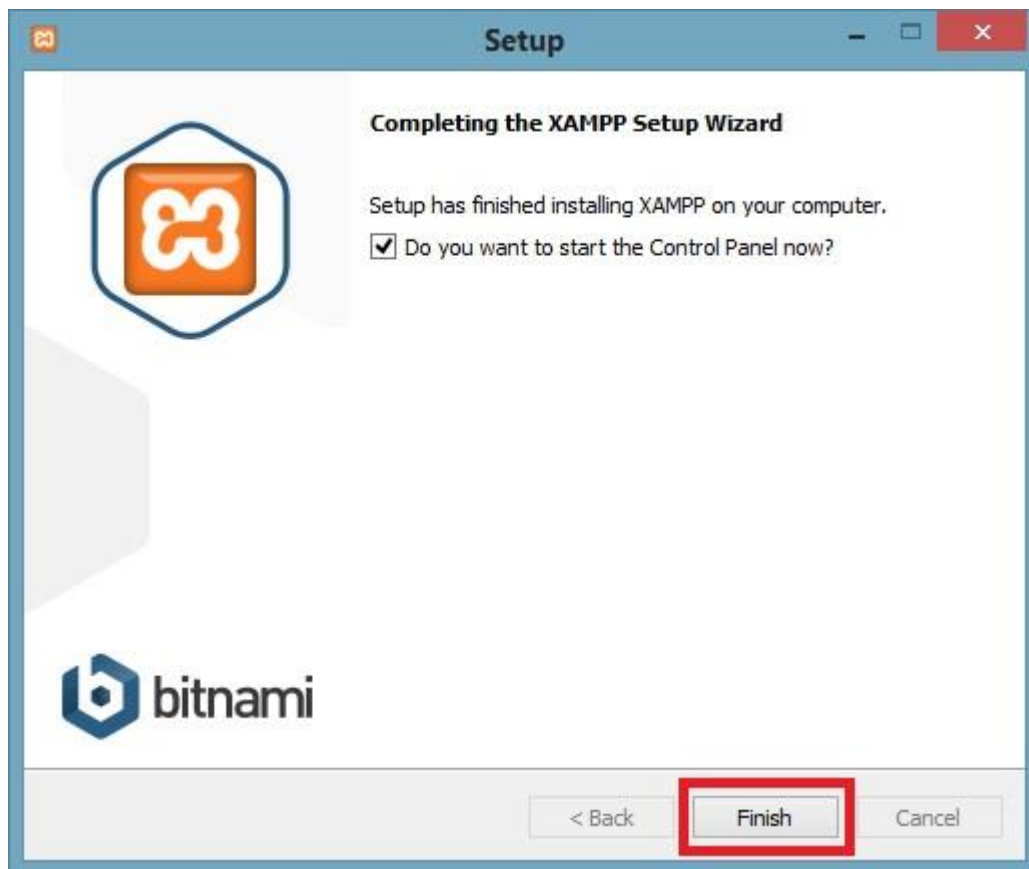 Setup
Completing the XAMPP Setup Wizard
Setup has finished installing XAMPP on your computer.
Do you want to start the Control Panel now?
bitnami
< Back
Finish
Cancel